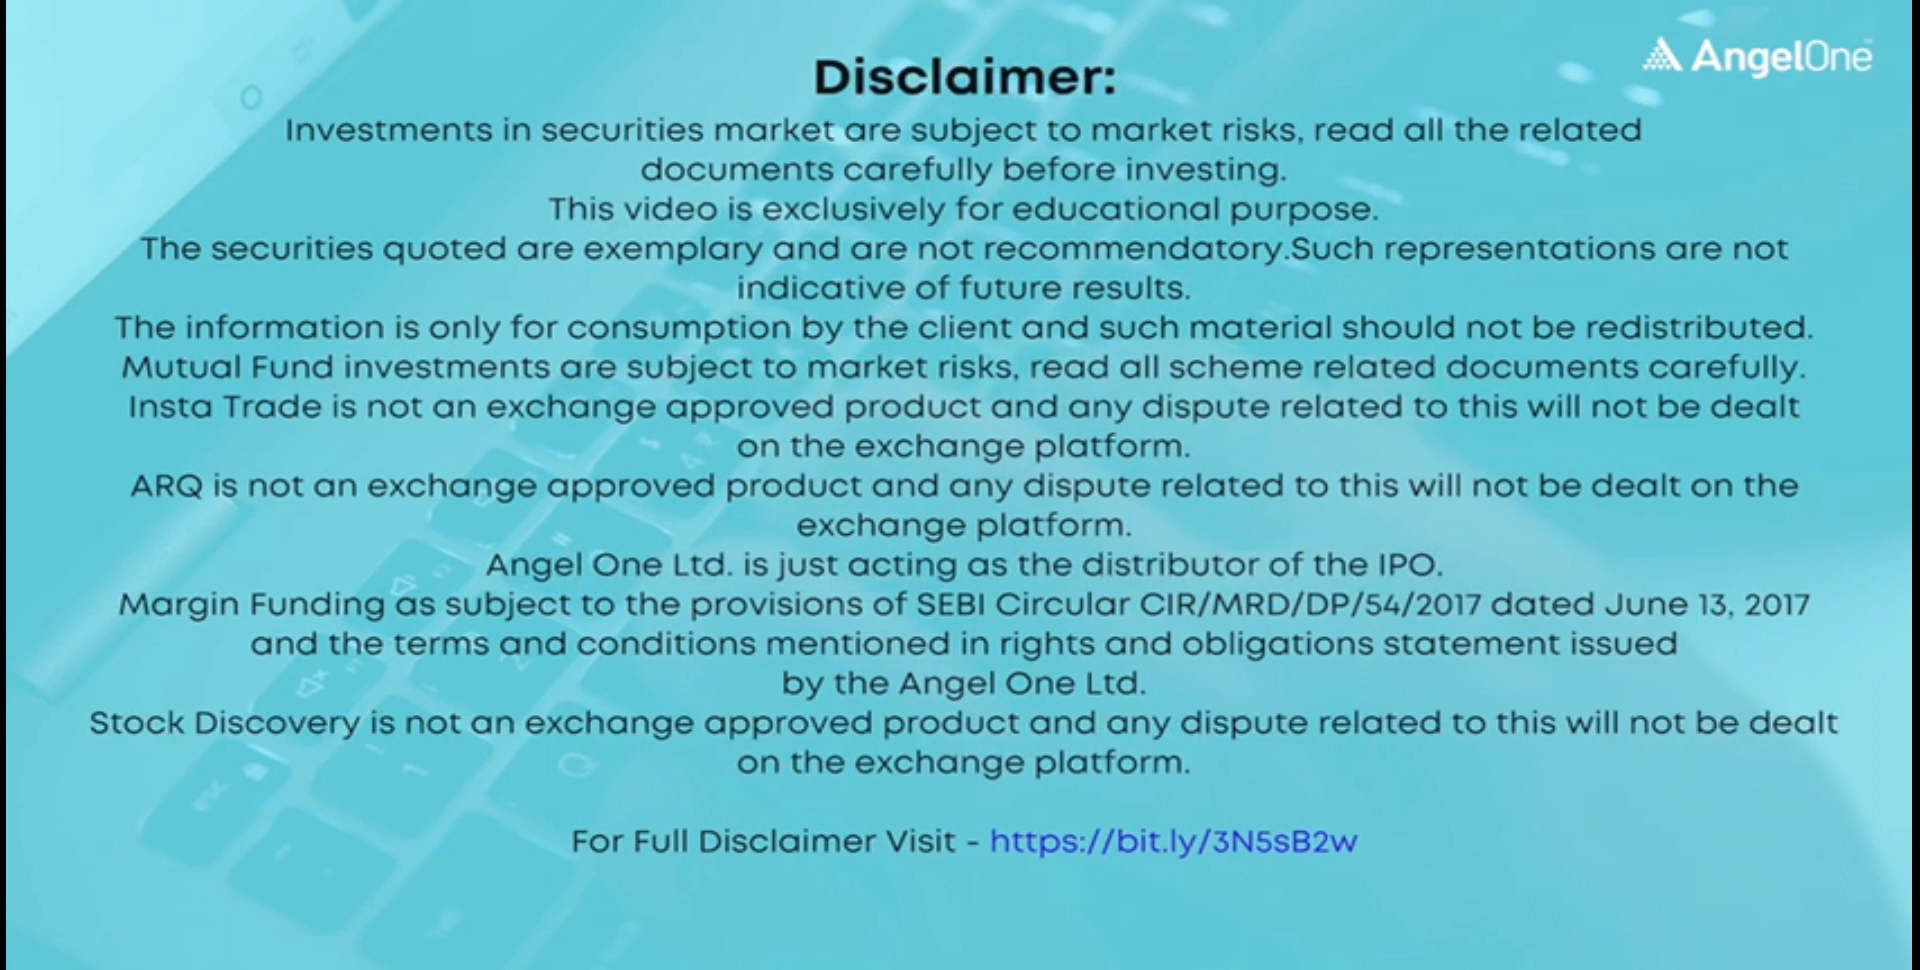 AngelOne
Disclaimer:
Investments in securities market are subject to market risks, read all the related
documents carefully before investing.
This video is exclusively for educational purpose.
The securities quoted are exemplary and are not recommendatory.Such representations are not
indicative of future results.
The information is only for consumption by the client and such material should not be redistributed.
Mutual Fund investments are subject to market risks, read all scheme related documents carefully.
Insta Trade is not an exchange approved product and any dispute related to this will not be dealt
on the exchange platform.
ARQ is not an exchange approved product and any dispute related to this will not be dealt on the
exchange platform.
Angel One Ltd. is just acting as the distributor of the IPO.
Margin Funding as subject to the provisions of SEBI Circular CIR/MRD/DP/54/2017 dated June 13, 2017
and the terms and conditions mentioned in rights and obligations statement issued
by the Angel One Ltd.
Stock Discovery is not an exchange approved product and any dispute related to this will not be dealt
on the exchange platform.
For Full Disclaimer Visit - https://bit.ly/3N5sB2w